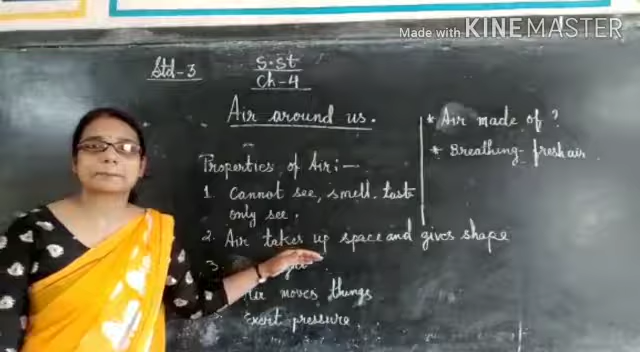 Made with KINEMASTER
Std-3
S.St
Ch-4
Air around us.
Properties of Air:—
1. Cannot see, smell. tast
only see.
2. Air takes up space and gives shape
3.
Air moves things
Exert pressure.
* Air made of?
* Breathing- fresh air.